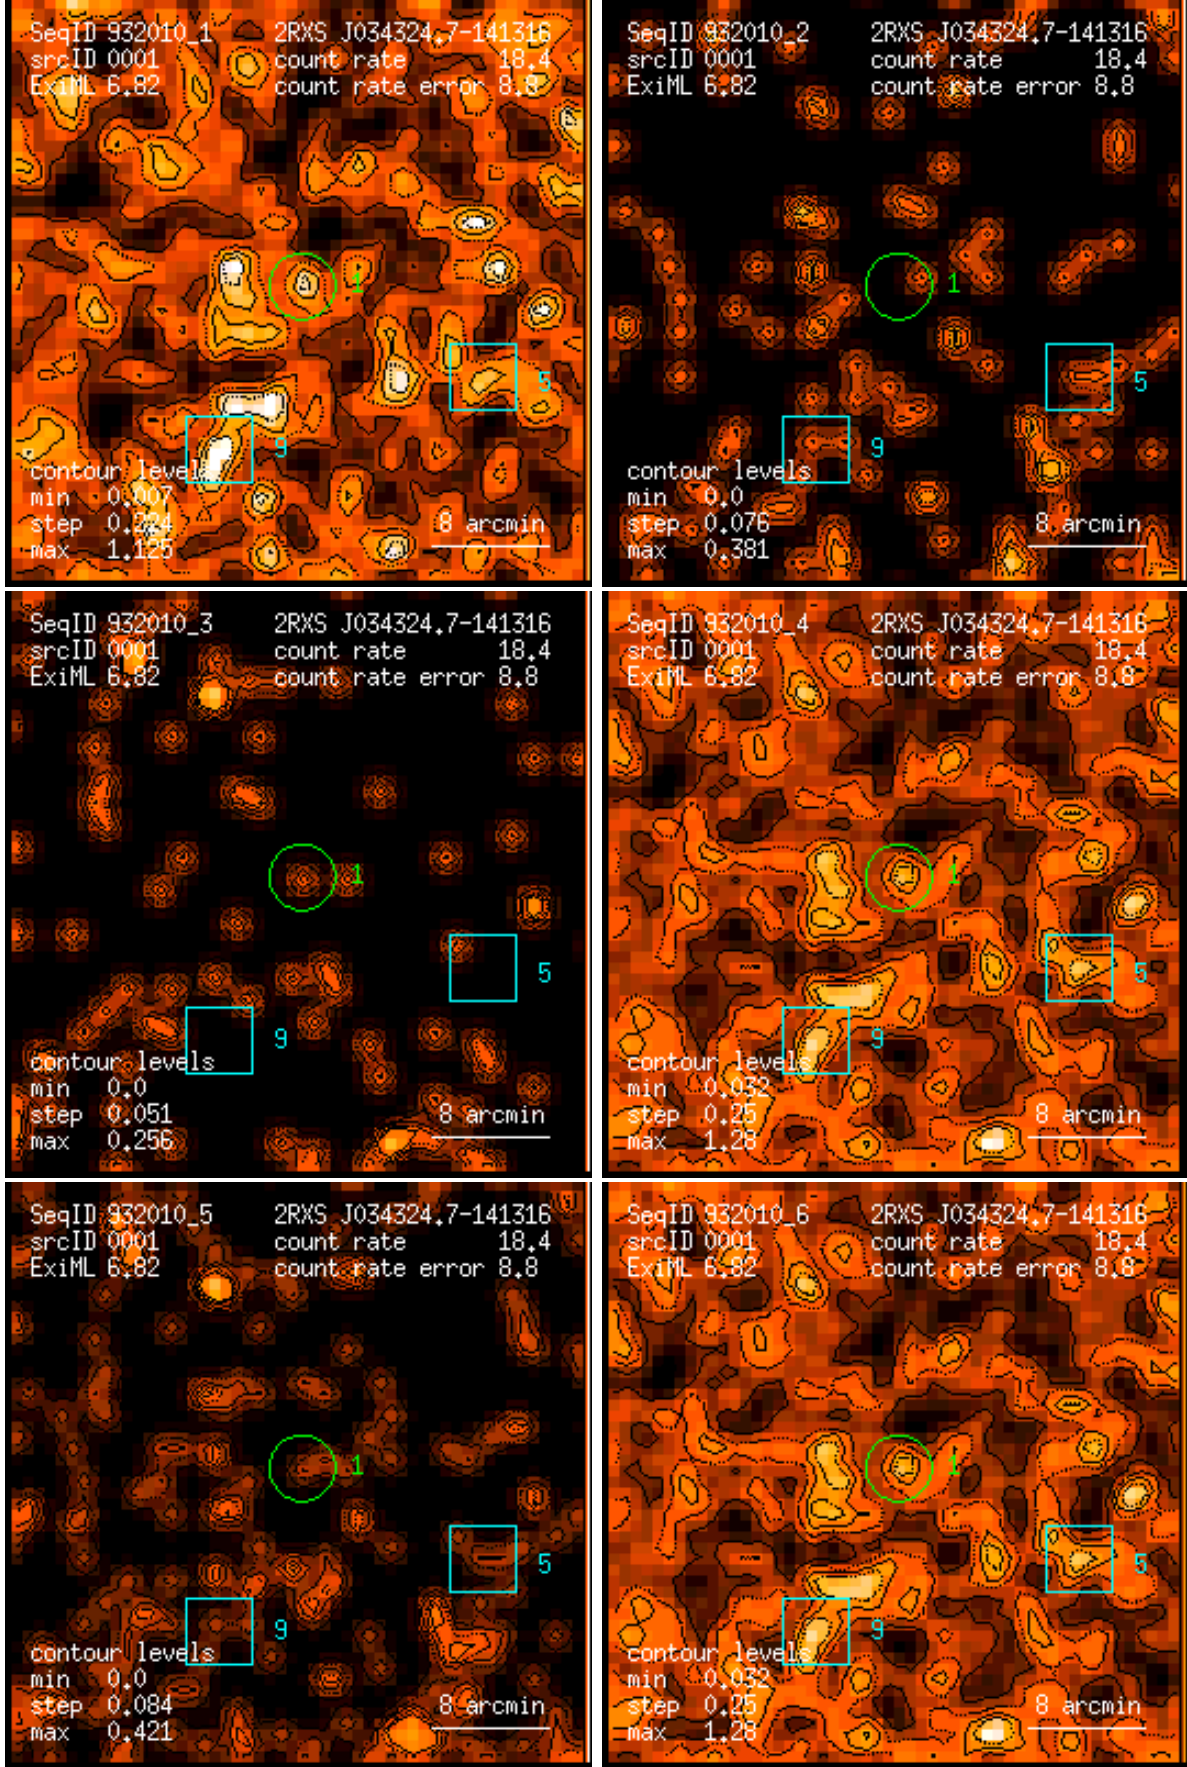 SeqID 932010_1 2RXS J034324.7-141316
srcID 0001 count rate 18.4
ExiML 6.82 count rate error 8.8
1
5
9
contour levels
min 0.007
step 0.224
max 1.125
8 arcmin
SeqID 932010_2 2RXS J034324.7-141316
srcID 0001 count rate 18.4
ExiML 6.82 count rate error 8.8
1
5
9
contour levels
min 0.0
step 0.076
max 0.381
8 arcmin
SeqID 932010_3 2RXS J034324.7-141316
srcID 0001 count rate 18.4
ExiML 6.82 count rate error 8.8
1
5
9
contour levels
min 0.0
step 0.051
max 0.256
8 arcmin
SeqID 932010_4 2RXS J034324.7-141316
srcID 0001 count rate 18.4
ExiML 6.82 count rate error 8.8
1
5
9
contour levels
min 0.032
step 0.25
max 1.28
8 arcmin
SeqID 932010_5 2RXS J034324.7-141316
srcID 0001 count rate 18.4
ExiML 6.82 count rate error 8.8
1
5
9
contour levels
min 0.0
step 0.084
max 0.421
8 arcmin
SeqID 932010_6 2RXS J034324.7-141316
srcID 0001 count rate 18.4
ExiML 6.82 count rate error 8.8
1
5
9
contour levels
min 0.032
step 0.25
max 1.28
8 arcmin